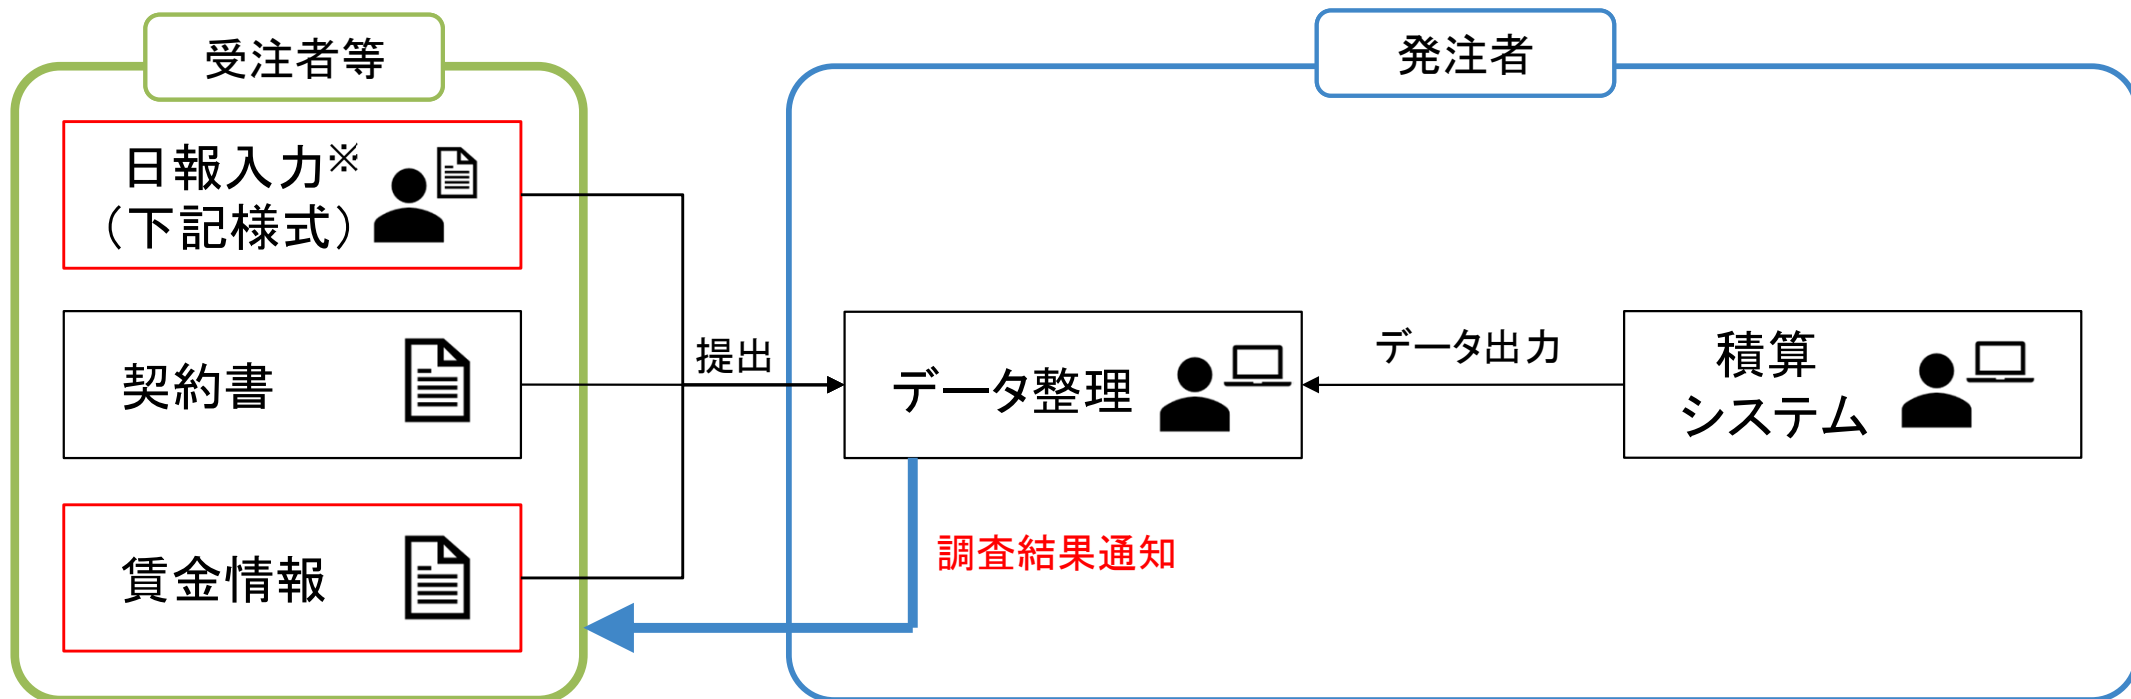 受注者等
日報入力※
（下記様式）
契約書
賃金情報
提出
発注者
データ整理
データ出力
積算
システム
調査結果通知